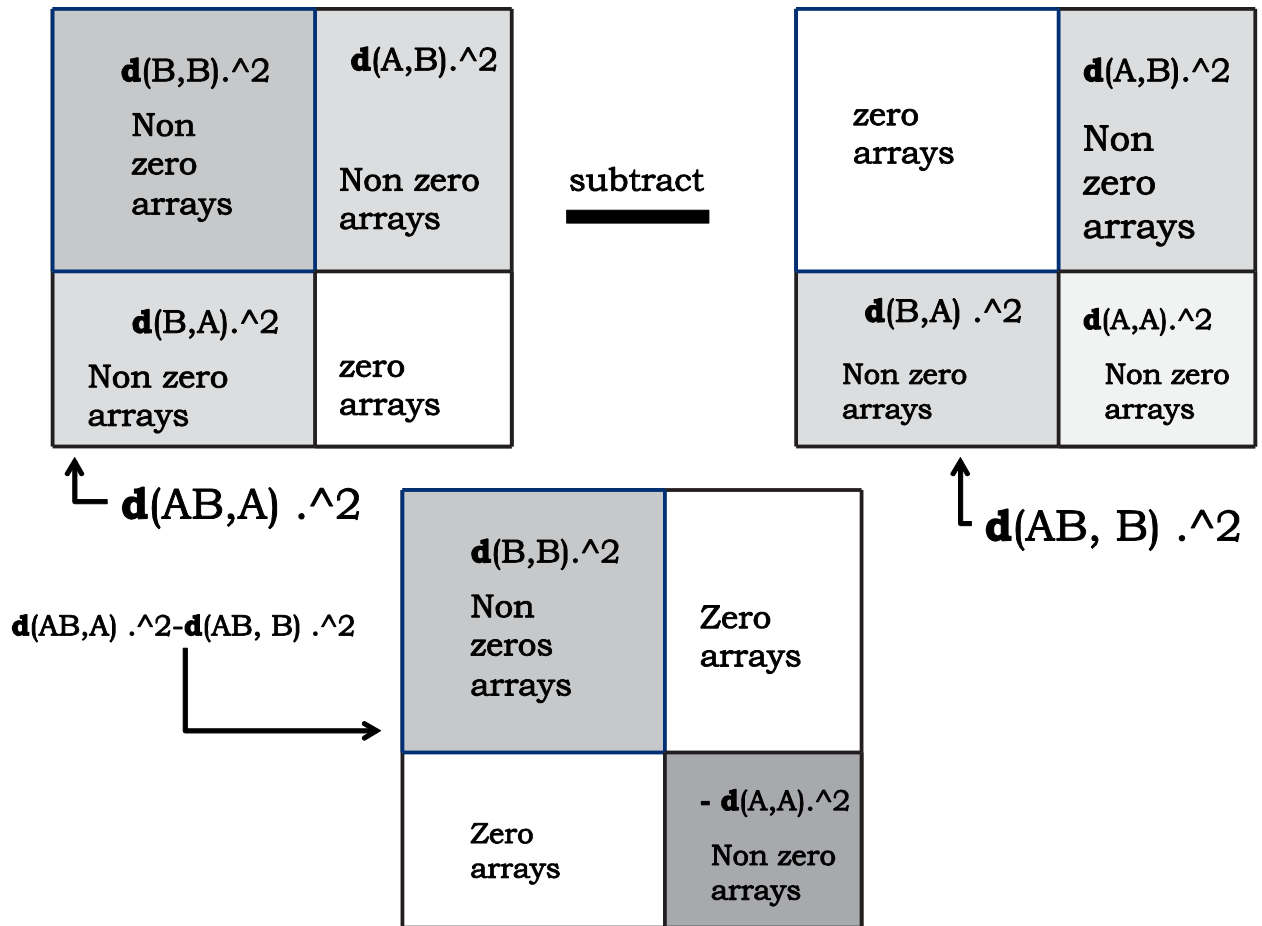 d(B,B).^2
Non
zero
arrays
d(A,B).^2
Non zero
arrays
d(B,A).^2
Non zero
arrays
zero
arrays
d(AB,A) .^2
subtract
zero
arrays
d(A,B).^2
Non
zero
arrays
d(B,A) .^2
Non zero
arrays
d(A,A).^2
Non zero
arrays
d(AB, B) .^2
d(AB,A) .^2-d(AB, B) .^2
d(B,B).^2
Non
zeros
arrays
Zero
arrays
Zero
arrays
- d(A,A).^2
Non zero
arrays